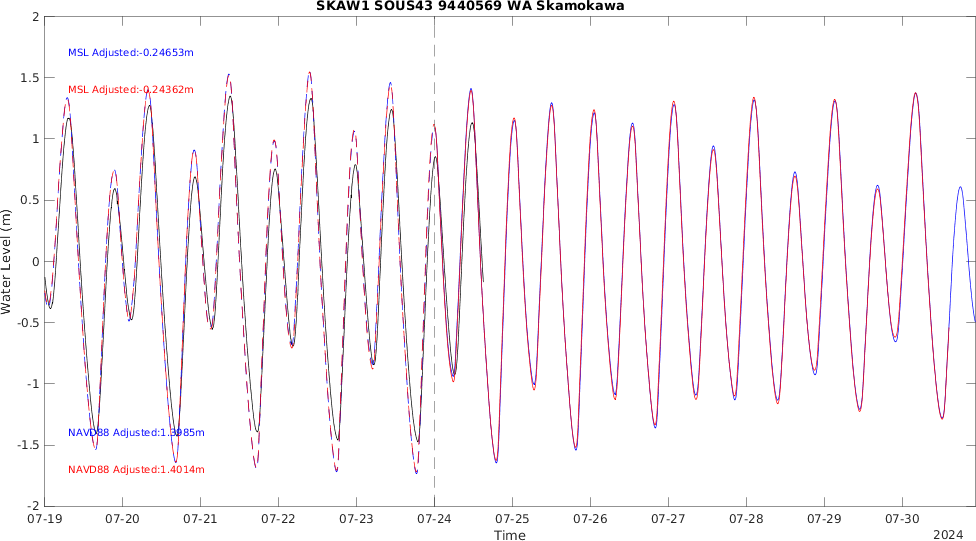 SKAW1 SOUS43 9440569 WA Skamokawa
2
1.5
1
0.5
0
-0.5
-1
-1.5
-2
Water Level (m)
MSL Adjusted:-0.24653m
MSL Adjusted:-0.24362m
NAVD88 Adjusted:1.3985m
NAVD88 Adjusted:1.4014m
07-19 07-20 07-21 07-22 07-23 07-24 07-25 07-26 07-27 07-28 07-29 07-30
Time
2024